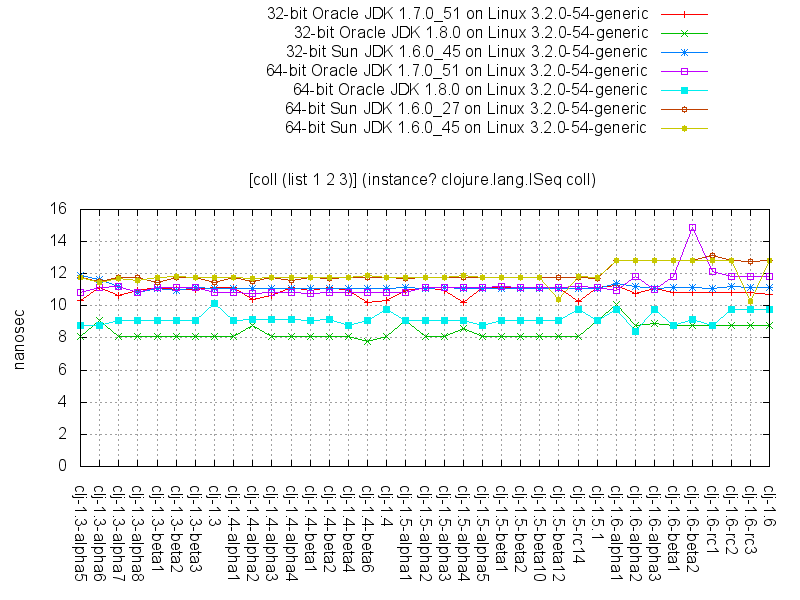 32-bit Oracle JDK 1.7.0_51 on Linux 3.2.0-54-generic
32-bit Oracle JDK 1.8.0 on Linux 3.2.0-54-generic
32-bit Sun JDK 1.6.0_45 on Linux 3.2.0-54-generic
64-bit Oracle JDK 1.7.0_51 on Linux 3.2.0-54-generic
64-bit Oracle JDK 1.8.0 on Linux 3.2.0-54-generic
64-bit Sun JDK 1.6.0_27 on Linux 3.2.0-54-generic
64-bit Sun JDK 1.6.0_45 on Linux 3.2.0-54-generic
[coll (list 1 2 3)] (instance? clojure.lang.ISeq coll)
nanosec
16
14
12
10
8
6
4
2
0
clj-1.3-alpha5
clj-1.3-alpha6
clj-1.3-alpha7
clj-1.3-alpha8
clj-1.3-beta1
clj-1.3-beta2
clj-1.3-beta3
clj-1.3
clj-1.4-alpha1
clj-1.4-alpha2
clj-1.4-alpha3
clj-1.4-alpha4
clj-1.4-beta1
clj-1.4-beta2
clj-1.4-beta4
clj-1.4-beta6
clj-1.4
clj-1.5-alpha1
clj-1.5-alpha2
clj-1.5-alpha3
clj-1.5-alpha4
clj-1.5-alpha5
clj-1.5-beta1
clj-1.5-beta2
clj-1.5-beta10
clj-1.5-beta12
clj-1.5-rc14
clj-1.5.1
clj-1.6-alpha1
clj-1.6-alpha2
clj-1.6-alpha3
clj-1.6-beta1
clj-1.6-beta2
clj-1.6-rc1
clj-1.6-rc2
clj-1.6-rc3
clj-1.6